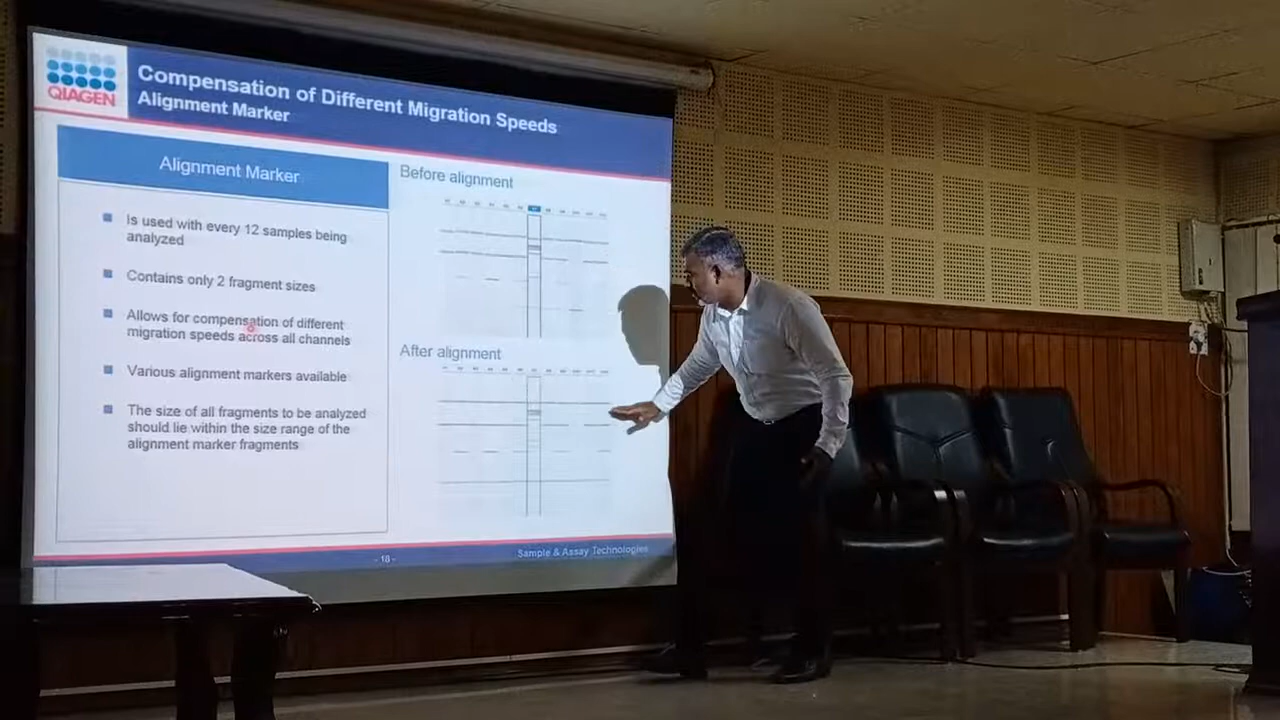 QIAGEN
Compensation of Different Migration Speeds
Alignment Marker
Alignment Marker
Is used with every 12 samples being
analyzed
Contains only 2 fragment sizes
Allows for compensation of different
migration speeds across all channels
Various alignment markers available
The size of all fragments to be analyzed
should lie within the size range of the
alignment marker fragments
Before alignment
After alignment
- 18 -
Sample & Assay Technologies